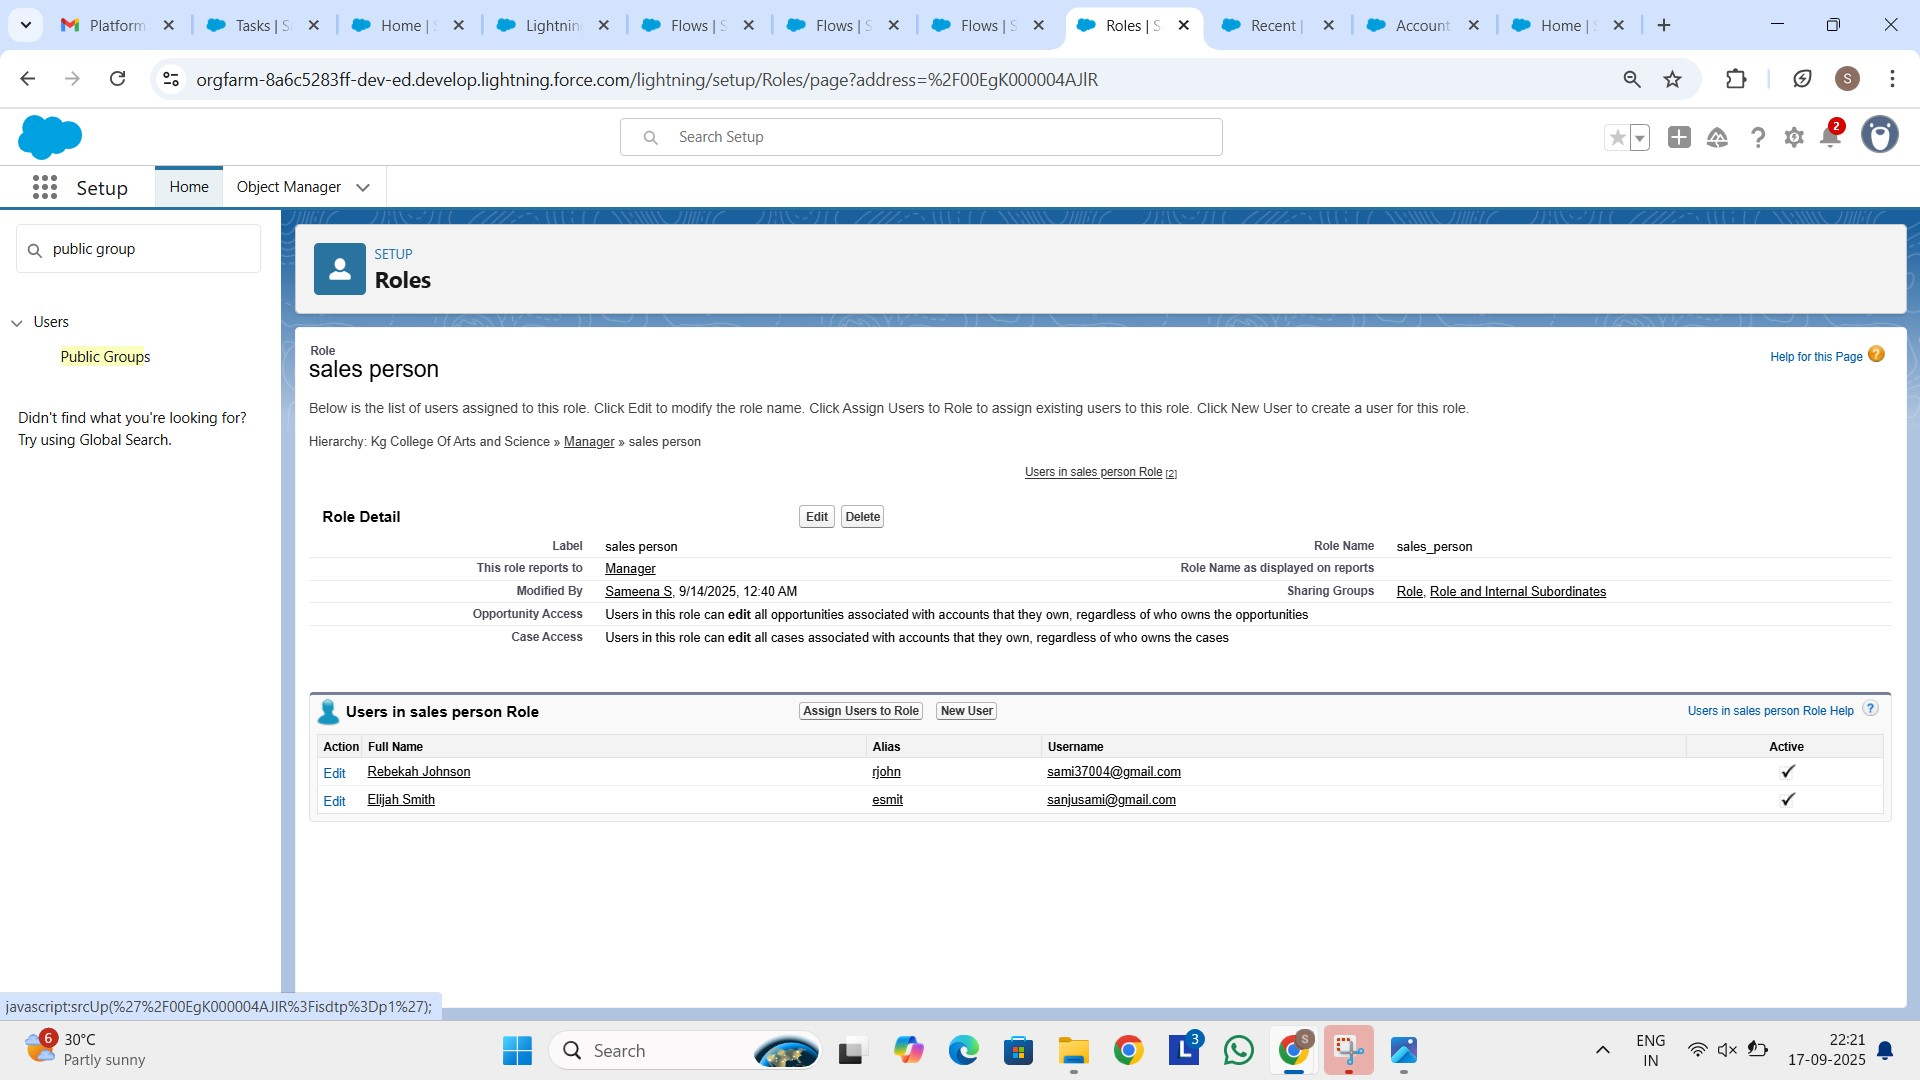 Platform
Tasks | S
Home | S
Lightnin
Flows | S
Flows | S
Flows | S
Roles | S
Recent |
Account
Home | S
orgfarm-8a6c5283ff-dev-ed.develop.lightning.force.com/lightning/setup/Roles/page?address=%2F00EgK000004AJlR
S
Search Setup
2
Setup
Home
Object Manager
public group
Users
Public Groups
Didn't find what you're looking for?
Try using Global Search.
SETUP
Roles
Role
sales person
Help for this Page
Below is the list of users assigned to this role. Click Edit to modify the role name. Click Assign Users to Role to assign existing users to this role. Click New User to create a user for this role.
Hierarchy: Kg College Of Arts and Science » Manager » sales person
Users in sales person Role [2]
Role Detail
Edit
Delete
Label sales person
Role Name sales_person
This role reports to Manager
Role Name as displayed on reports
Modified By Sameena S, 9/14/2025, 12:40 AM
Sharing Groups Role, Role and Internal Subordinates
Opportunity Access Users in this role can edit all opportunities associated with accounts that they own, regardless of who owns the opportunities
Case Access Users in this role can edit all cases associated with accounts that they own, regardless of who owns the cases
Users in sales person Role
Assign Users to Role
New User
Users in sales person Role Help ?
Action Full Name Alias Username Active
Edit Rebekah Johnson rjohn sami37004@gmail.com
Edit Elijah Smith esmit sanjusami@gmail.com
javascript:srcUp(%27%2F00EgK000004AJlR%3Fisdtp%3Dp1%27);
6
30°C
Partly sunny
Search
L 3
S
ENG
IN
22:21
17-09-2025